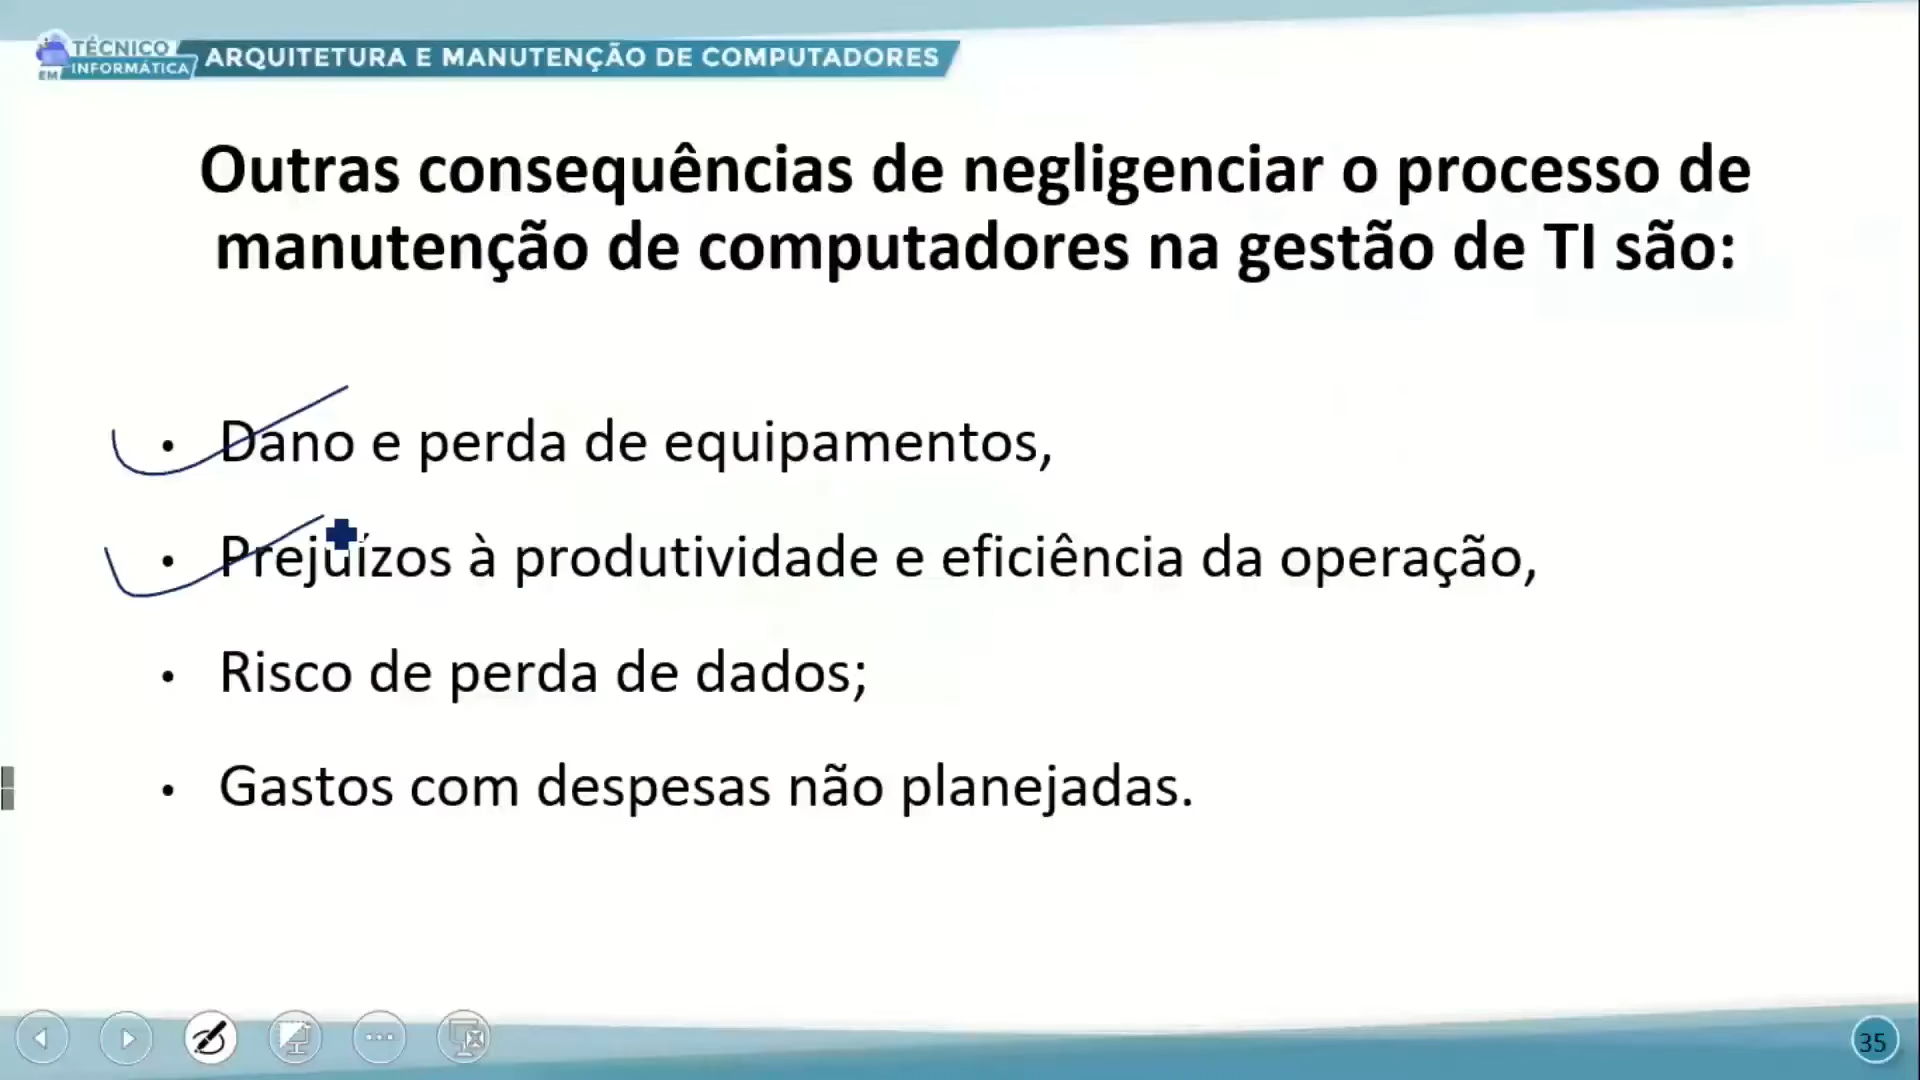 TÉCNICO
EM INFORMÁTICA
ARQUITETURA E MANUTENÇÃO DE COMPUTADORES
Outras consequências de negligenciar o processo de
manutenção de computadores na gestão de TI são:
• Dano e perda de equipamentos,
• Prejuízos à produtividade e eficiência da operação,
• Risco de perda de dados;
• Gastos com despesas não planejadas.
35